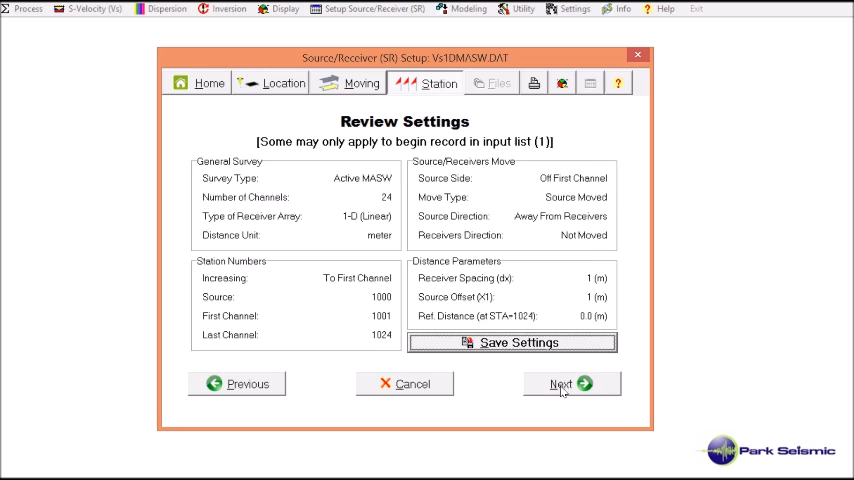 Process S-Velocity (Vs) Dispersion Inversion Display Setup Source/Receiver (SR) Modeling Utility Settings Info Help Exit
Source/Receiver (SR) Setup: Vs1DMASW.DAT
Home Location Moving Station Files
Review Settings
[Some may only apply to begin record in input list (1)]
General Survey
Survey Type: Active MASW
Number of Channels: 24
Type of Receiver Array: 1-D (Linear)
Distance Unit: meter
Source/Receivers Move
Source Side: Off First Channel
Move Type: Source Moved
Source Direction: Away From Receivers
Receivers Direction: Not Moved
Station Numbers
Increasing: To First Channel
Source: 1000
First Channel: 1001
Last Channel: 1024
Distance Parameters
Receiver Spacing (dx): 1 (m)
Source Offset (X1): 1 (m)
Ref. Distance (at STA=1024): 0.0 (m)
Save Settings
Previous Cancel Next
Park Seismic